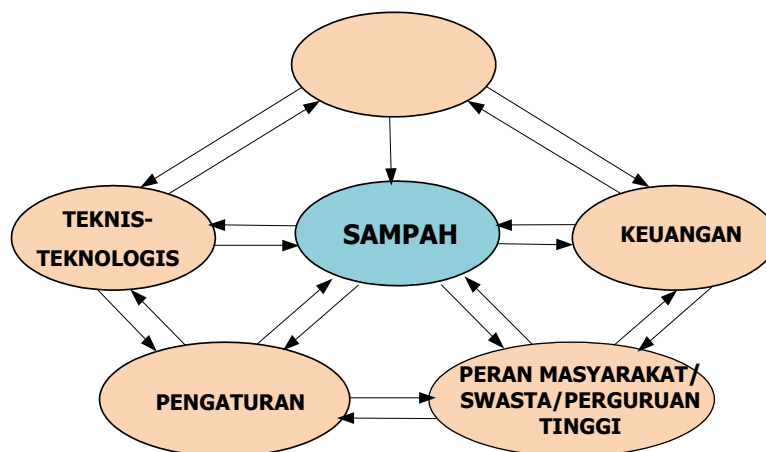 TEKNIS-
TEKNOLOGIS
SAMPAH
KEUANGAN
PENGATURAN
PERAN MASYARAKAT/
SWASTA/PERGURUAN
TINGGI